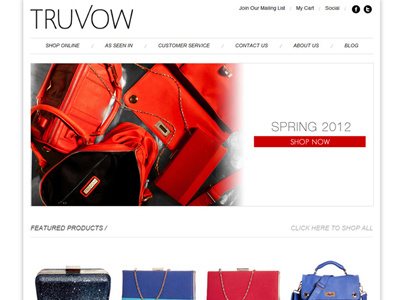 TRUVOW
Join Our Mailing List / My Cart / Social /
SHOP ONLINE / AS SEEN IN / CUSTOMER SERVICE / CONTACT US / ABOUT US / BLOG
SPRING 2012
SHOP NOW
FEATURED PRODUCTS /
CLICK HERE TO SHOP ALL